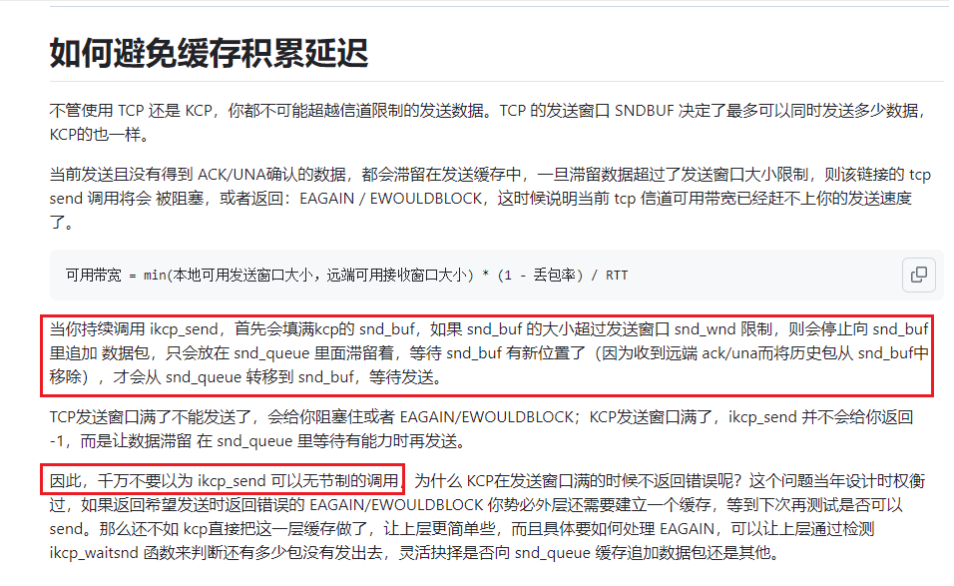 如何避免缓存积累延迟
不管使用 TCP 还是 KCP，你都不可能超越信道限制的发送数据。TCP 的发送窗口 SNDBUF 决定了最多可以同时发送多少数据，
KCP的也一样。
当前发送且没有得到 ACK/UNA确认的数据，都会滞留在发送缓存中，一旦滞留数据超过了发送窗口大小限制，则该链接的 tcp
send 调用将会 被阻塞，或者返回：EAGAIN / EWOULDBLOCK，这时候说明当前 tcp 信道可用带宽已经赶不上你的发送速度
了。
可用带宽 = min(本地可用发送窗口大小，远端可用接收窗口大小) * (1 - 丢包率) / RTT
当你持续调用 ikcp_send，首先会填满kcp的 snd_buf，如果 snd_buf 的大小超过发送窗口 snd_wnd 限制，则会停止向 snd_buf
里追加 数据包，只会放在 snd_queue 里面滞留着，等待 snd_buf 有新位置了（因为收到远端 ack/una而将历史包从 snd_buf中
移除），才会从 snd_queue 转移到 snd_buf，等待发送。
TCP发送窗口满了不能发送了，会给你阻塞住或者 EAGAIN/EWOULDBLOCK；KCP发送窗口满了，ikcp_send 并不会给你返回
-1，而是让数据滞留 在 snd_queue 里等待有能力时再发送。
因此，千万不要以为 ikcp_send 可以无节制的调用，为什么 KCP在发送窗口满的时候不返回错误呢？这个问题当年设计时权衡
过，如果返回希望发送时返回错误的 EAGAIN/EWOULDBLOCK 你势必外层还需要建立一个缓存，等到下次再测试是否可以
send。那么还不如 kcp直接把这一层缓存做了，让上层更简单些，而且具体要如何处理 EAGAIN，可以让上层通过检测
ikcp_waitsnd 函数来判断还有多少包没有发出去，灵活抉择是否向 snd_queue 缓存追加数据包还是其他。